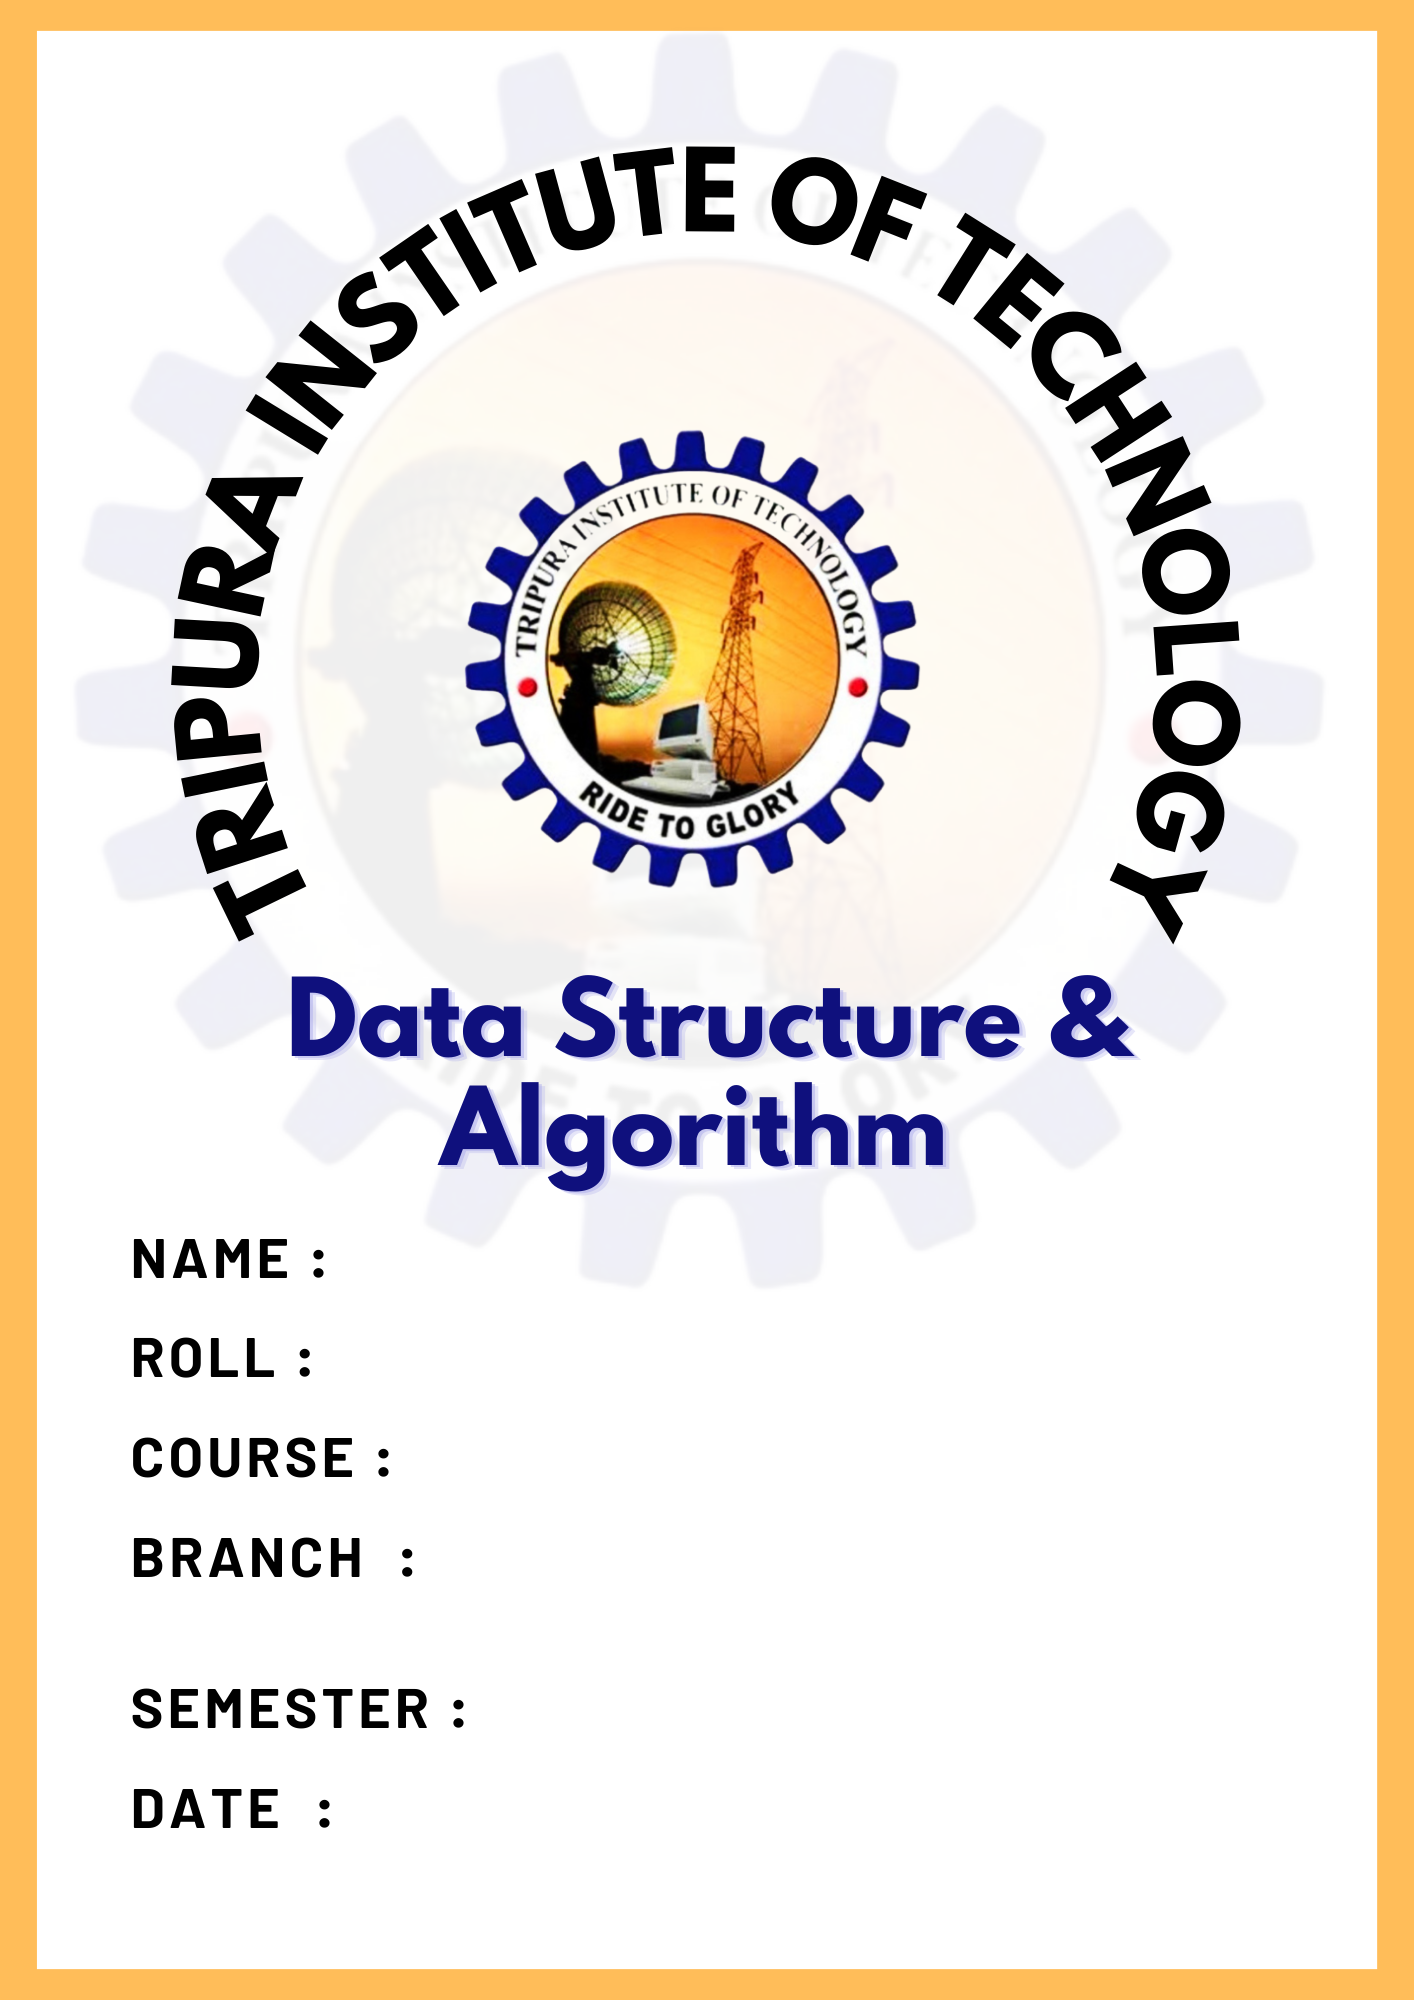 TRIPURA INSTITUTE OF TECHNOLOGY
TRIPURA INSTITUTE OF TECHNOLOGY
RIDE TO GLORY
Data Structure &
Algorithm
NAME :
ROLL :
COURSE :
BRANCH :
SEMESTER :
DATE :